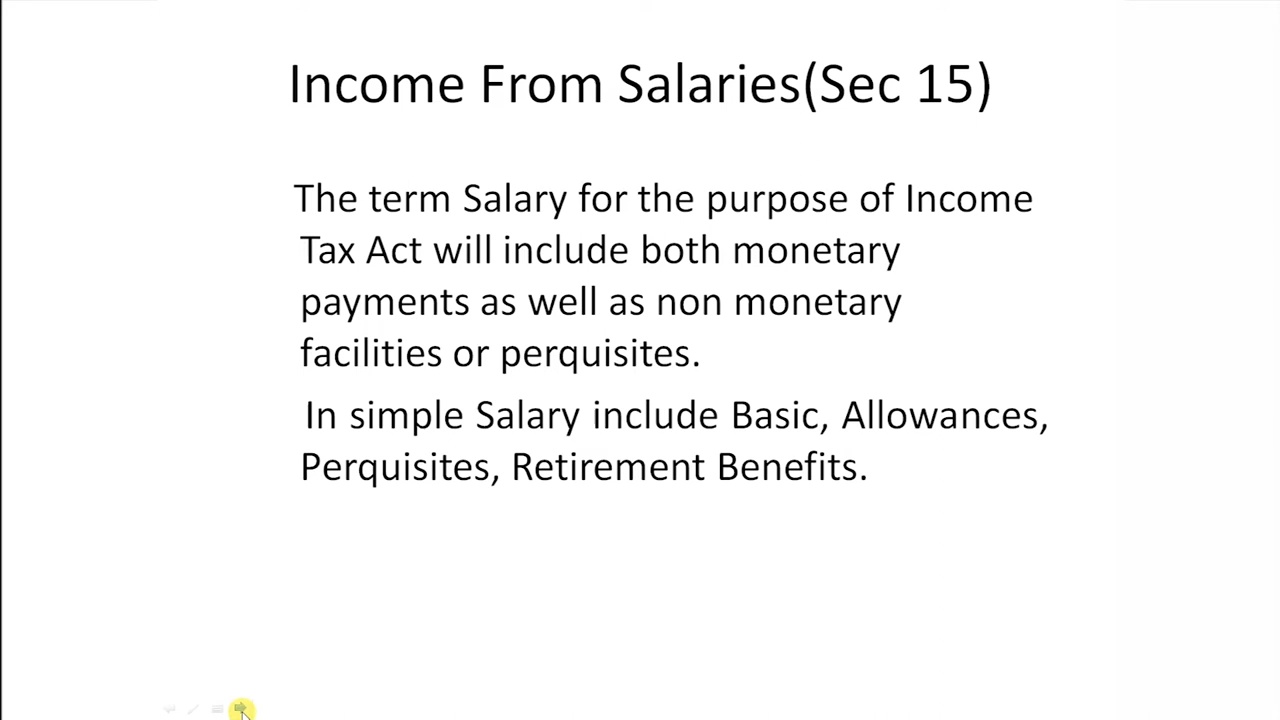 Income From Salaries(Sec 15)
The term Salary for the purpose of Income
Tax Act will include both monetary
payments as well as non monetary
facilities or perquisites.
In simple Salary include Basic, Allowances,
Perquisites, Retirement Benefits.